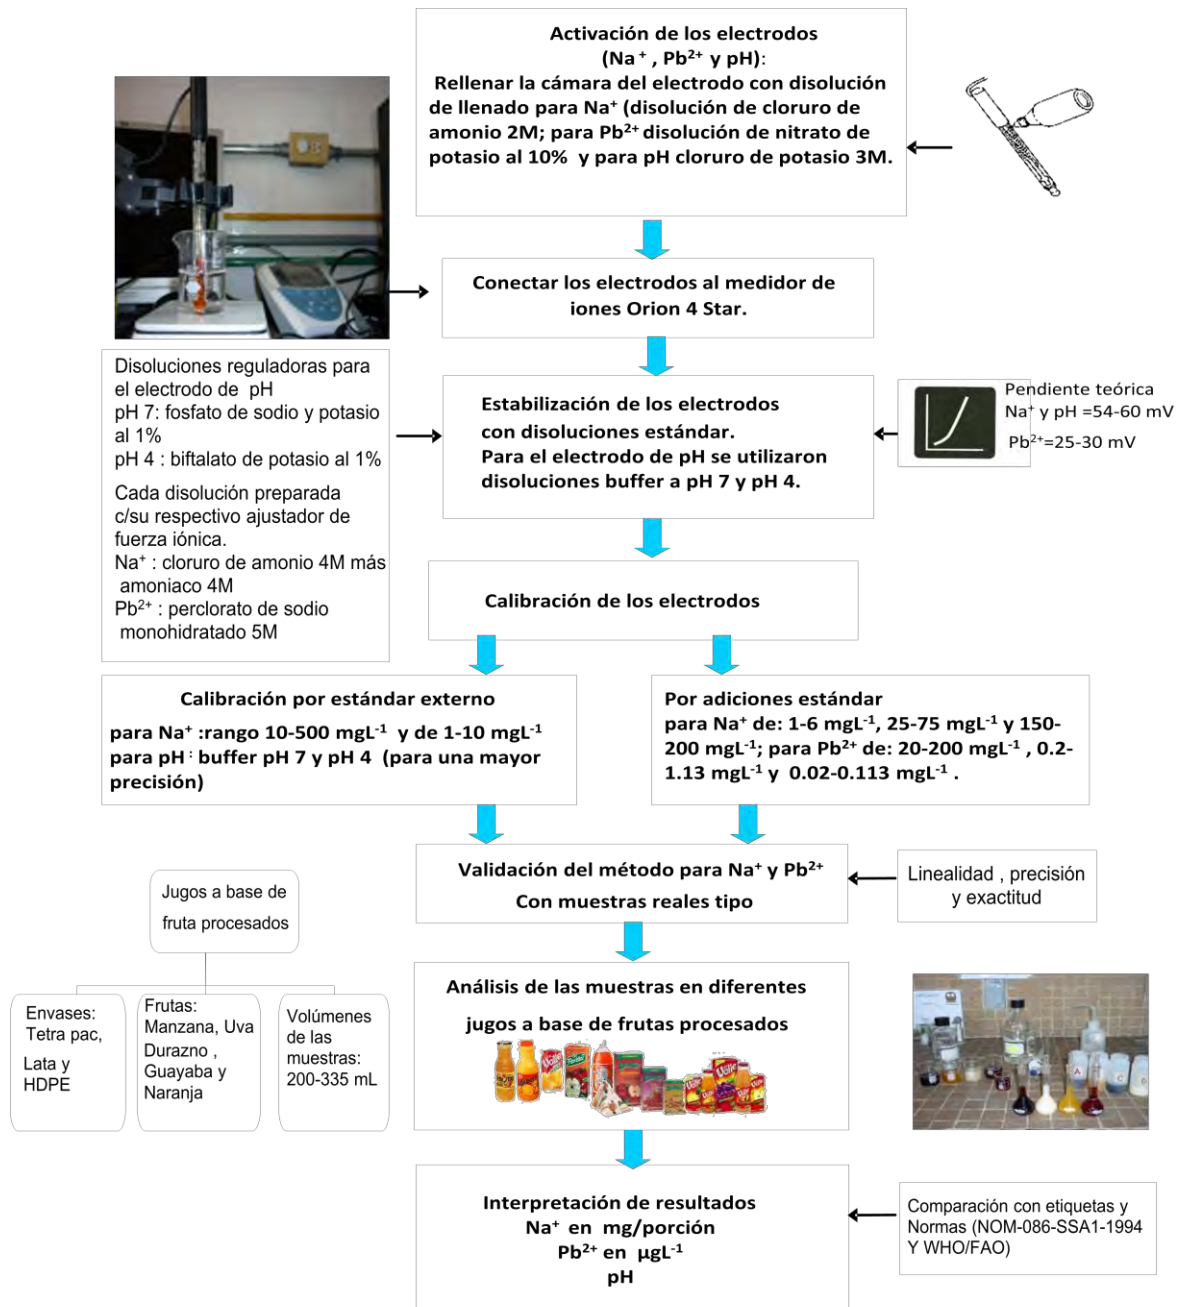 Activación de los electrodos
(Na⁺ , Pb²⁺ y pH):
Rellenar la cámara del electrodo con disolución
de llenado para Na⁺ (disolución de cloruro de
amonio 2M; para Pb²⁺ disolución de nitrato de
potasio al 10% y para pH cloruro de potasio 3M.
Conectar los electrodos al medidor de
iones Orion 4 Star.
Disoluciones reguladoras para
el electrodo de pH
pH 7: fosfato de sodio y potasio
al 1%
pH 4 : biftalato de potasio al 1%
Cada disolución preparada
c/su respectivo ajustador de
fuerza iónica.
Na⁺ : cloruro de amonio 4M más
amoniaco 4M
Pb²⁺ : perclorato de sodio
monohidratado 5M
Estabilización de los electrodos
con disoluciones estándar.
Para el electrodo de pH se utilizaron
disoluciones buffer a pH 7 y pH 4.
Pendiente teórica
Na⁺ y pH =54-60 mV
Pb²⁺=25-30 mV
Calibración de los electrodos
Calibración por estándar externo
para Na⁺ :rango 10-500 mgL⁻¹ y de 1-10 mgL⁻¹
para pH : buffer pH 7 y pH 4 (para una mayor
precisión)
Por adiciones estándar
para Na⁺ de: 1-6 mgL⁻¹, 25-75 mgL⁻¹ y 150-
200 mgL⁻¹; para Pb²⁺ de: 20-200 mgL⁻¹ , 0.2-
1.13 mgL⁻¹ y 0.02-0.113 mgL⁻¹ .
Validación del método para Na⁺ y Pb²⁺
Con muestras reales tipo
Linealidad , precisión
y exactitud
Jugos a base de
fruta procesados
Envases:
Tetra pac,
Lata y
HDPE
Frutas:
Manzana, Uva
Durazno ,
Guayaba y
Naranja
Volúmenes
de las
muestras:
200-335 mL
Análisis de las muestras en diferentes
jugos a base de frutas procesados
Interpretación de resultados
Na⁺ en mg/porción
Pb²⁺ en µgL⁻¹
pH
Comparación con etiquetas y
Normas (NOM-086-SSA1-1994
Y WHO/FAO)